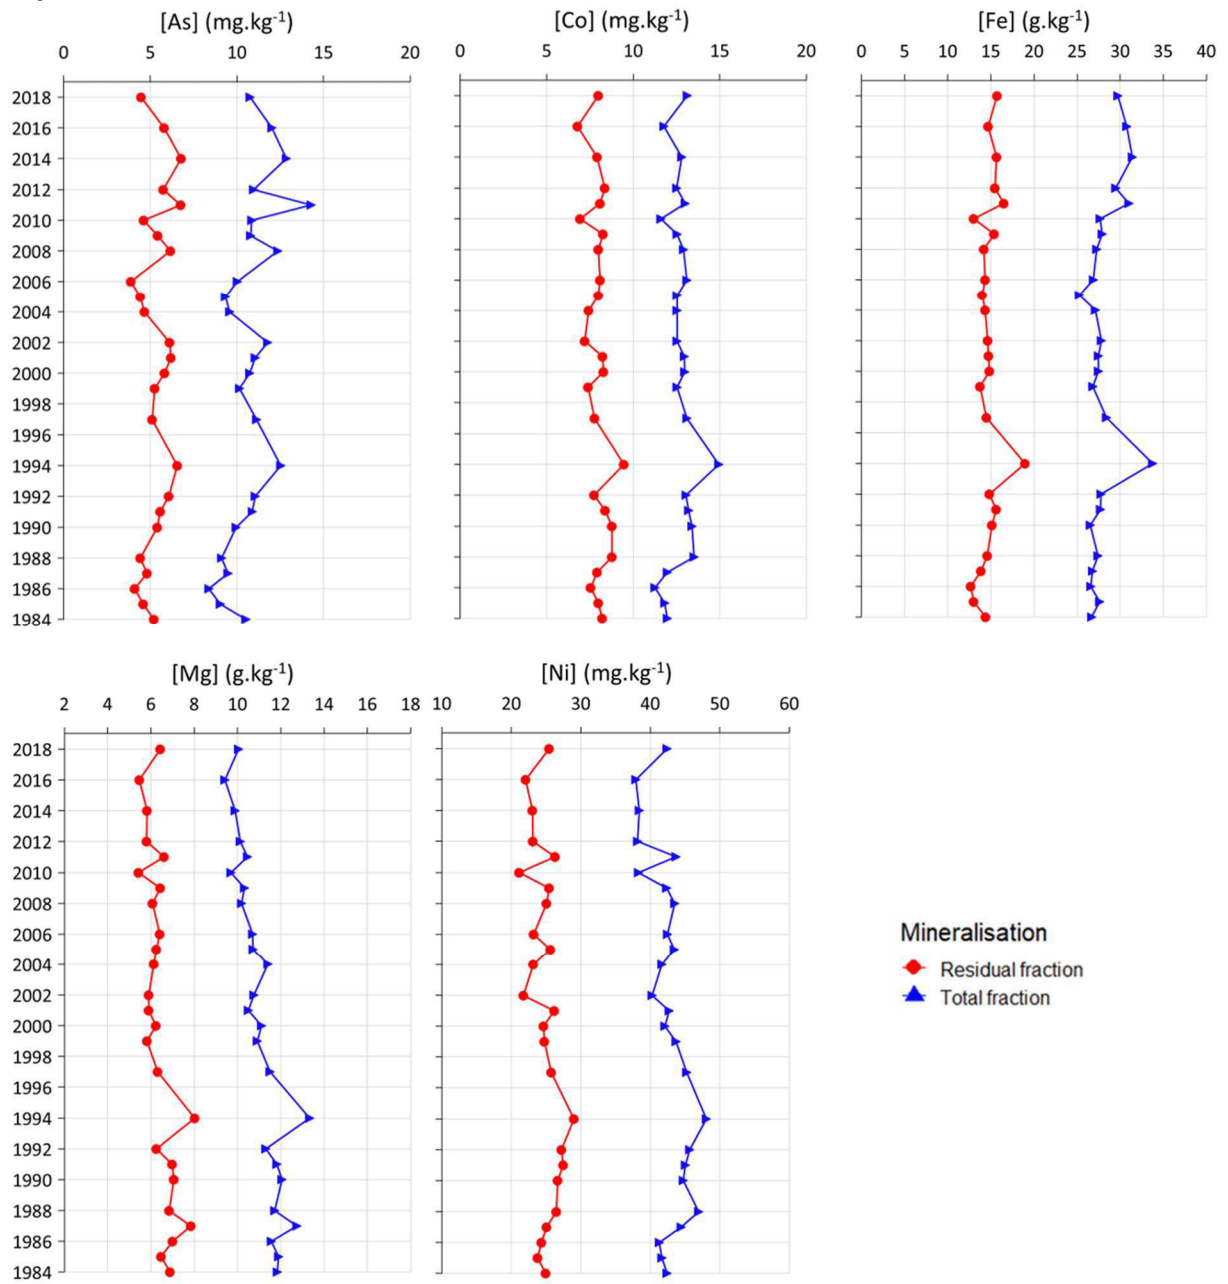 [As] (mg.kg⁻¹)
0 5 10 15 20
[Co] (mg.kg⁻¹)
0 5 10 15 20
[Fe] (g.kg⁻¹)
0 5 10 15 20 25 30 35 40
2018
2016
2014
2012
2010
2008
2006
2004
2002
2000
1998
1996
1994
1992
1990
1988
1986
1984
[Mg] (g.kg⁻¹)
2 4 6 8 10 12 14 16 18
[Ni] (mg.kg⁻¹)
10 20 30 40 50 60
2018
2016
2014
2012
2010
2008
2006
2004
2002
2000
1998
1996
1994
1992
1990
1988
1986
1984
Mineralisation
Residual fraction
Total fraction